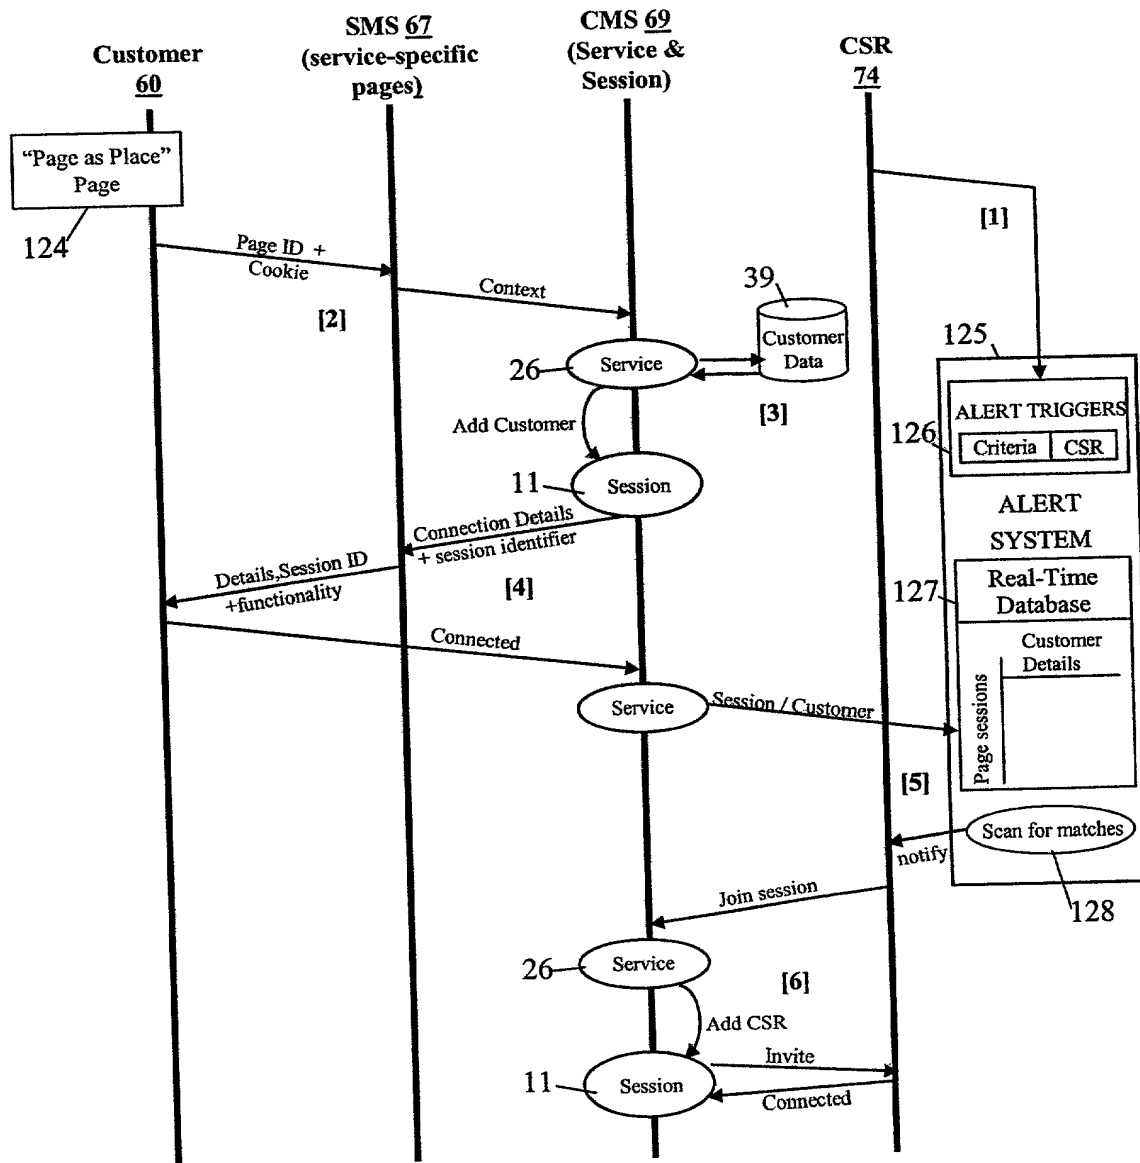 Customer
60
SMS 67
(service-specific
pages)
CMS 69
(Service &
Session)
CSR
74
"Page as Place"
Page
124
[1]
Page ID +
Cookie
Context
[2]
39
Customer
Data
26
Service
[3]
Add Customer
11
Session
Connection Details
+ session identifier
Details,Session ID
+functionality
[4]
Connected
125
ALERT TRIGGERS
126
Criteria
CSR
ALERT
SYSTEM
127
Real-Time
Database
Customer
Details
Page sessions
Service
Session / Customer
[5]
Scan for matches
notify
128
Join session
26
Service
[6]
Add CSR
Invite
11
Session
Connected